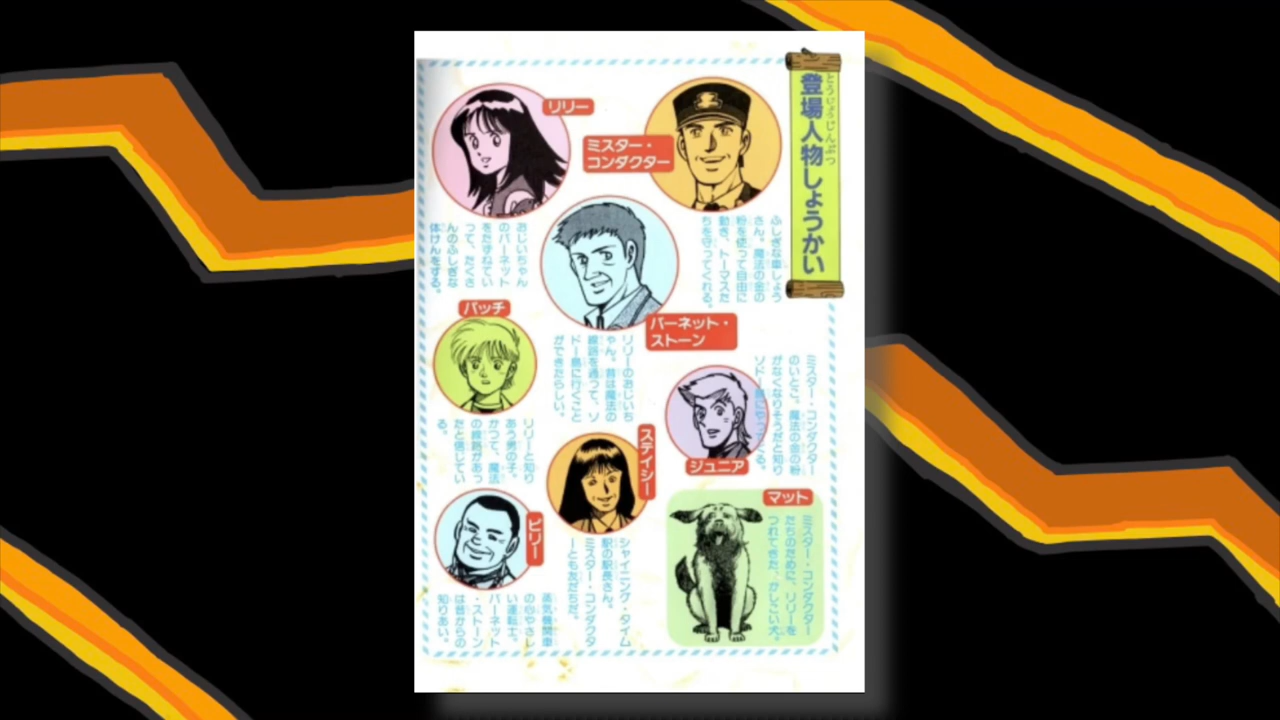 登場人物しょうかい
とうじょうじんぶつ
ミスター・
コンダクター
ふしぎな車しょう
さん。魔法の金の
粉を使って自由に
動き、トーマスた
ちを守ってくれる。
リリー
おじいちゃん
のバーネット
をたずねてい
って、たくさ
んのふしぎな
体けんをする。
バーネット・
ストーン
リリーのおじいち
ゃん。昔は魔法の
線路を通って、ソ
ドー島に行くこと
ができたらしい。
パッチ
リリーと知り
あう男の子。
かつて、魔法
の線路があっ
たと信じてい
る。
ジュニア
ミスター・コンダクター
のいとこ。魔法の金の粉
がなくなりそうだと知り
ソドー島にやってくる。
ステイシー
シャイニング・タイム
駅の駅長さん。
ミスター・コンダクタ
ーとも友だちだ。
マット
ミスター・コンダクター
たちのために、リリーを
つれてきた、かしこい犬。
ビリー
蒸気機関車
の心やさし
い運転士。
バーネット
・ストーン
は昔からの
知りあい。